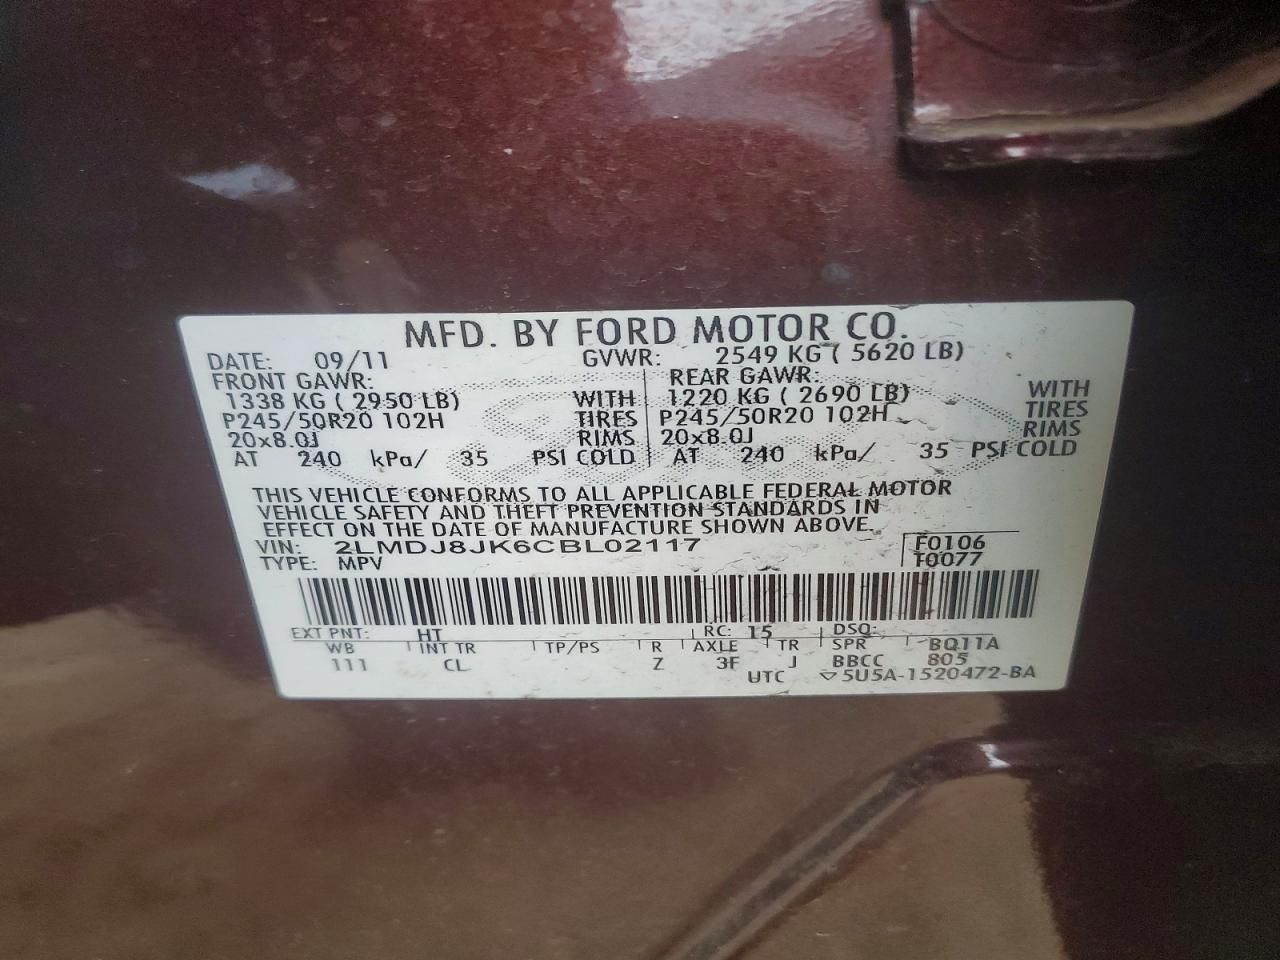 MFD. BY FORD MOTOR CO.
DATE: 09/11 GVWR: 2549 KG ( 5620 LB)
FRONT GAWR: REAR GAWR:
1338 KG ( 2950 LB) WITH 1220 KG ( 2690 LB) WITH
P245/50R20 102H TIRES P245/50R20 102H TIRES
20x8.0J RIMS 20x8.0J RIMS
AT 240 kPa/ 35 PSI COLD AT 240 kPa/ 35 PSI COLD
THIS VEHICLE CONFORMS TO ALL APPLICABLE FEDERAL MOTOR
VEHICLE SAFETY AND THEFT PREVENTION STANDARDS IN
EFFECT ON THE DATE OF MANUFACTURE SHOWN ABOVE.
VIN: 2LMDJ8JK6CBL02117 F0106
TYPE: MPV T0077
EXT PNT: HT RC: 15 DSO:
WB INT TR TP/PS R AXLE TR SPR BQ11A
111 CL Z 3F J BBCC 805
UTC ▽5U5A-1520472-BA